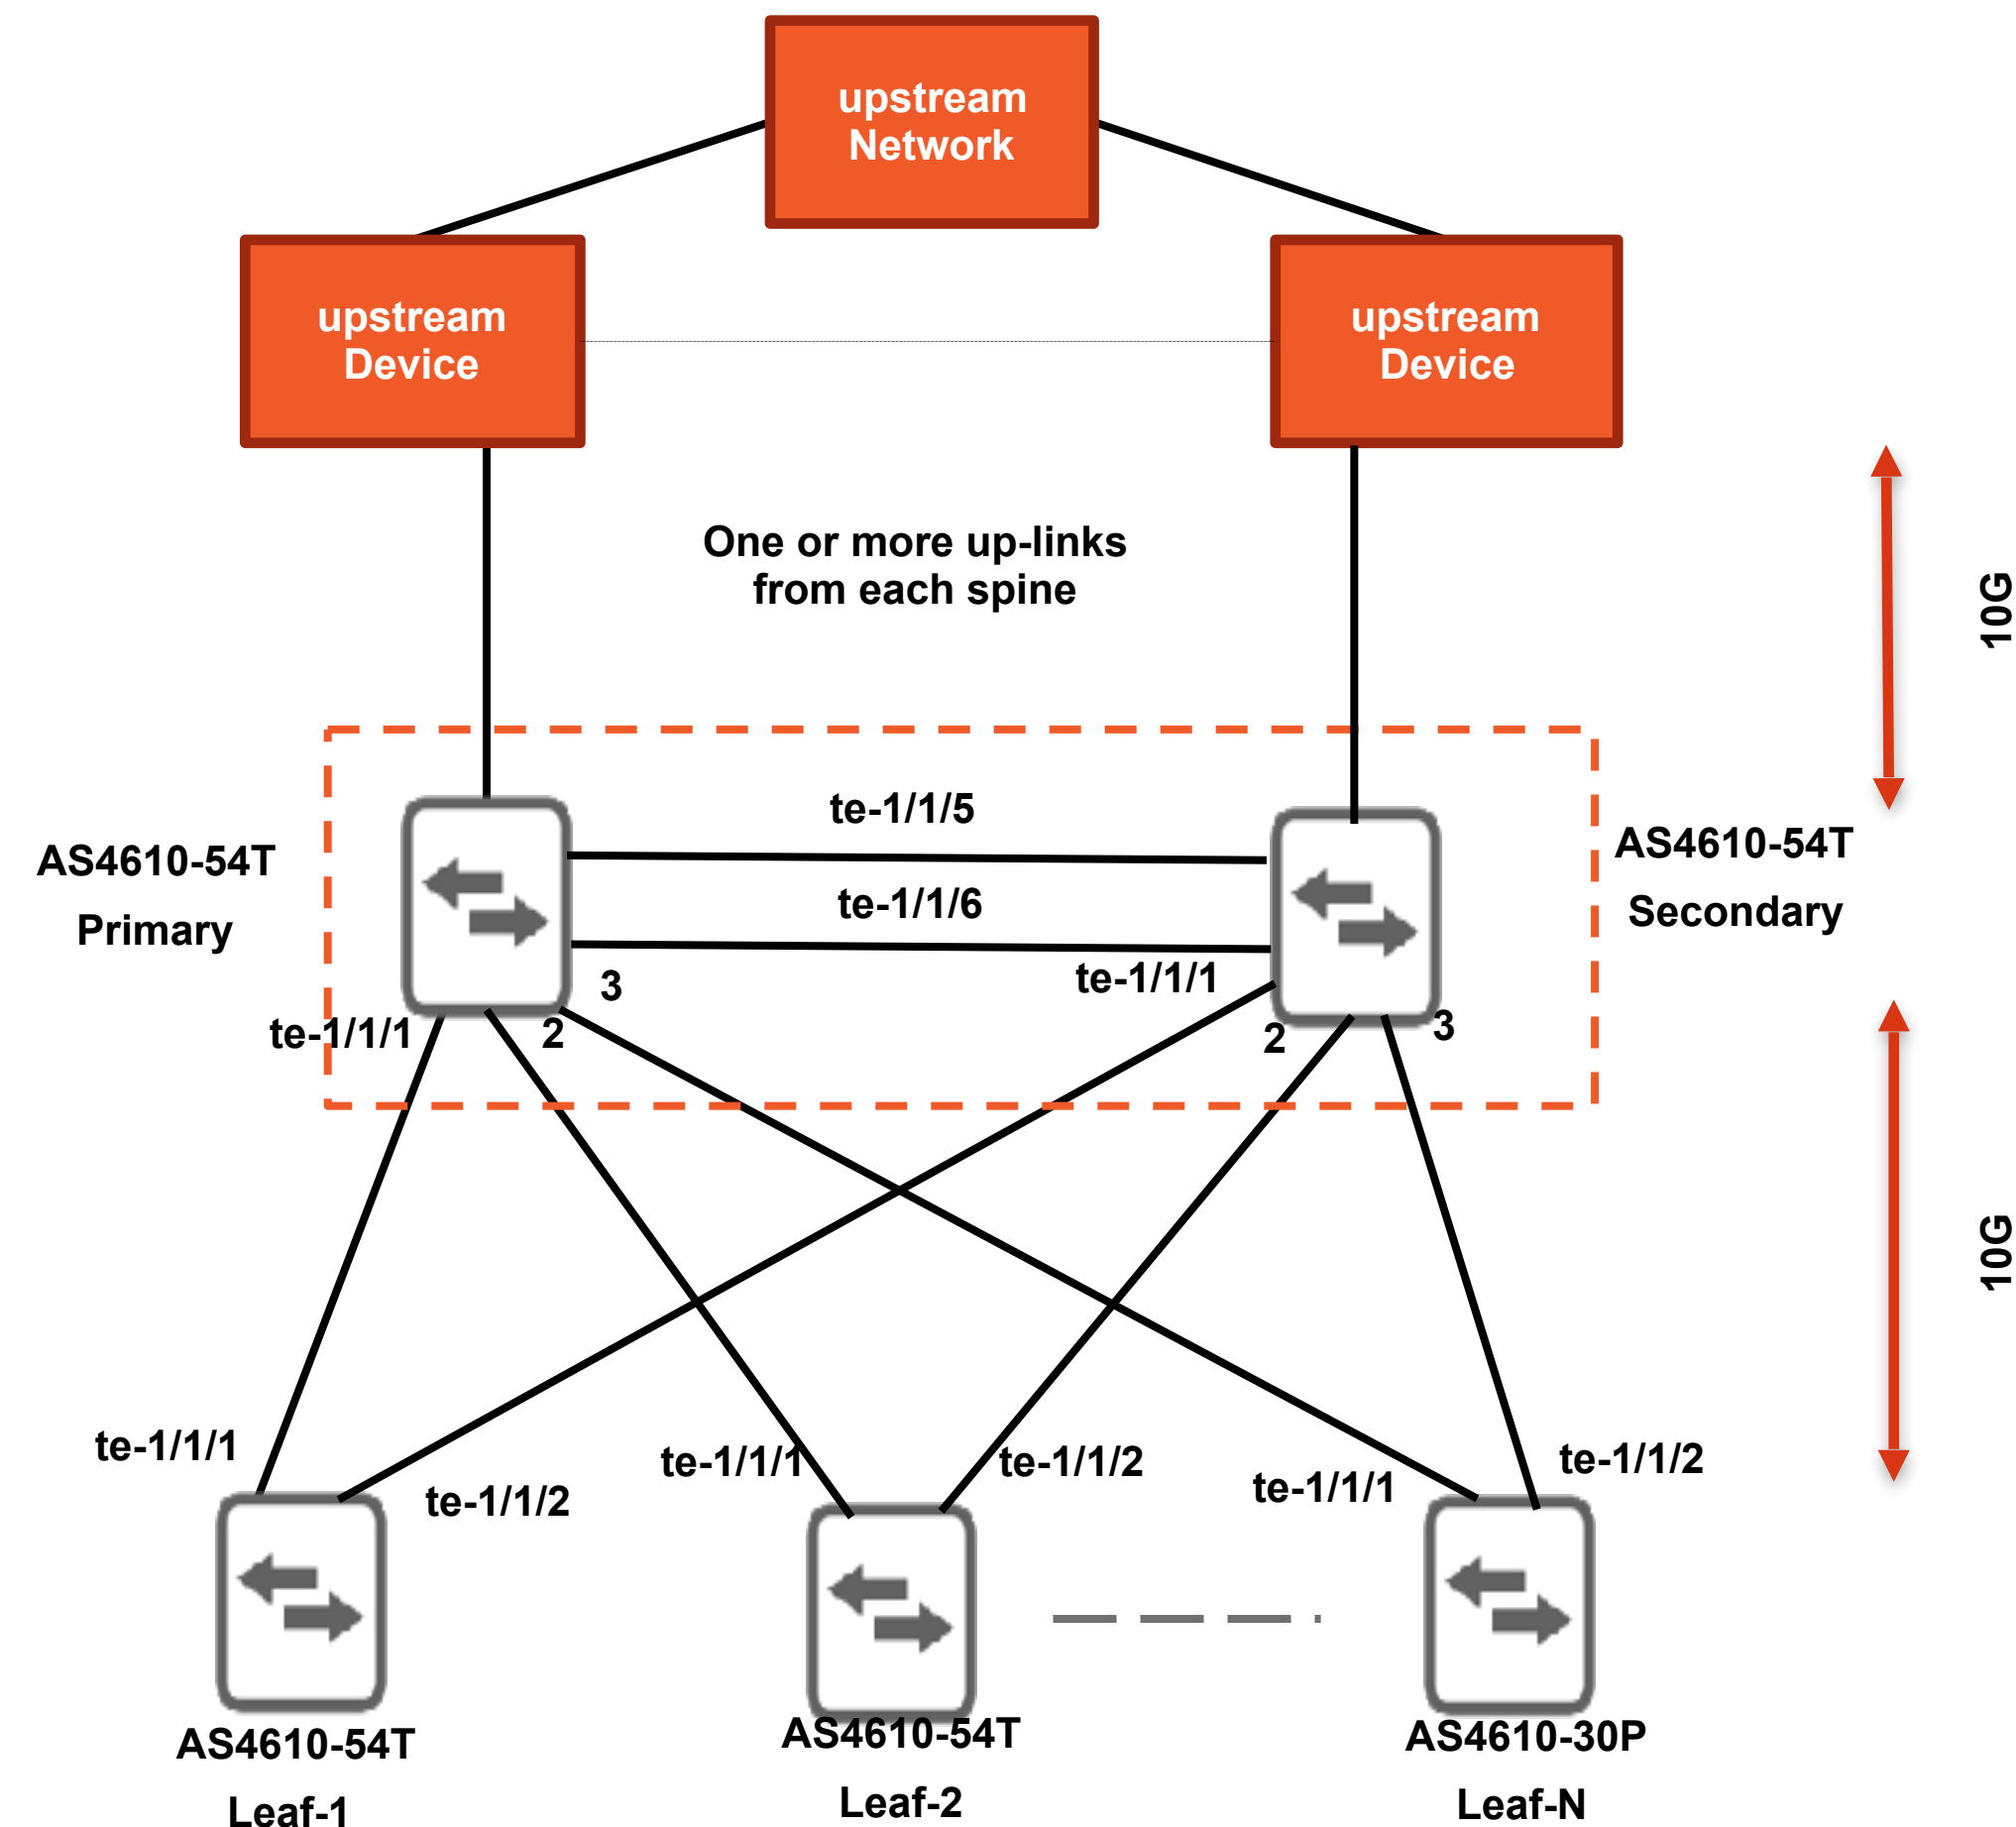 upstream
Network
upstream
Device
upstream
Device
One or more up-links
from each spine
10G
te-1/1/5
AS4610-54T
Primary
AS4610-54T
Secondary
te-1/1/6
te-1/1/1
3
te-1/1/1
2
2
3
10G
te-1/1/1
te-1/1/2
te-1/1/1
te-1/1/2
te-1/1/1
te-1/1/2
AS4610-54T
Leaf-1
AS4610-54T
Leaf-2
AS4610-30P
Leaf-N